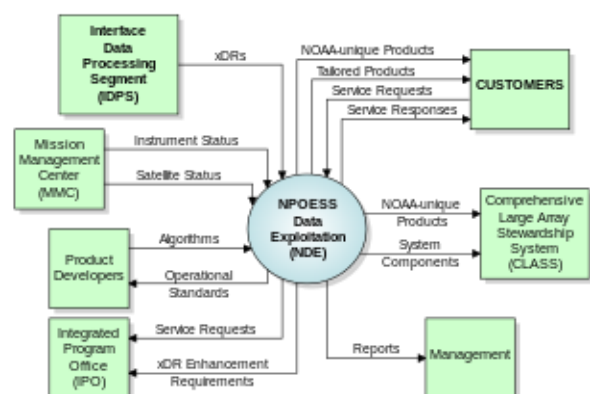 Interface
Data
Processing
Segment
(IDPS)
xDRs
NOAA-unique Products
Tailored Products
Service Requests
Service Responses
CUSTOMERS
Mission
Management
Center
(MMC)
Instrument Status
Satellite Status
NPOESS
Data
Exploitation
(NDE)
NOAA-unique
Products
System
Components
Comprehensive
Large Array
Stewardship
System
(CLASS)
Product
Developers
Algorithms
Operational
Standards
Integrated
Program
Office
(IPO)
Service Requests
xDR Enhancement
Requirements
Reports
Management